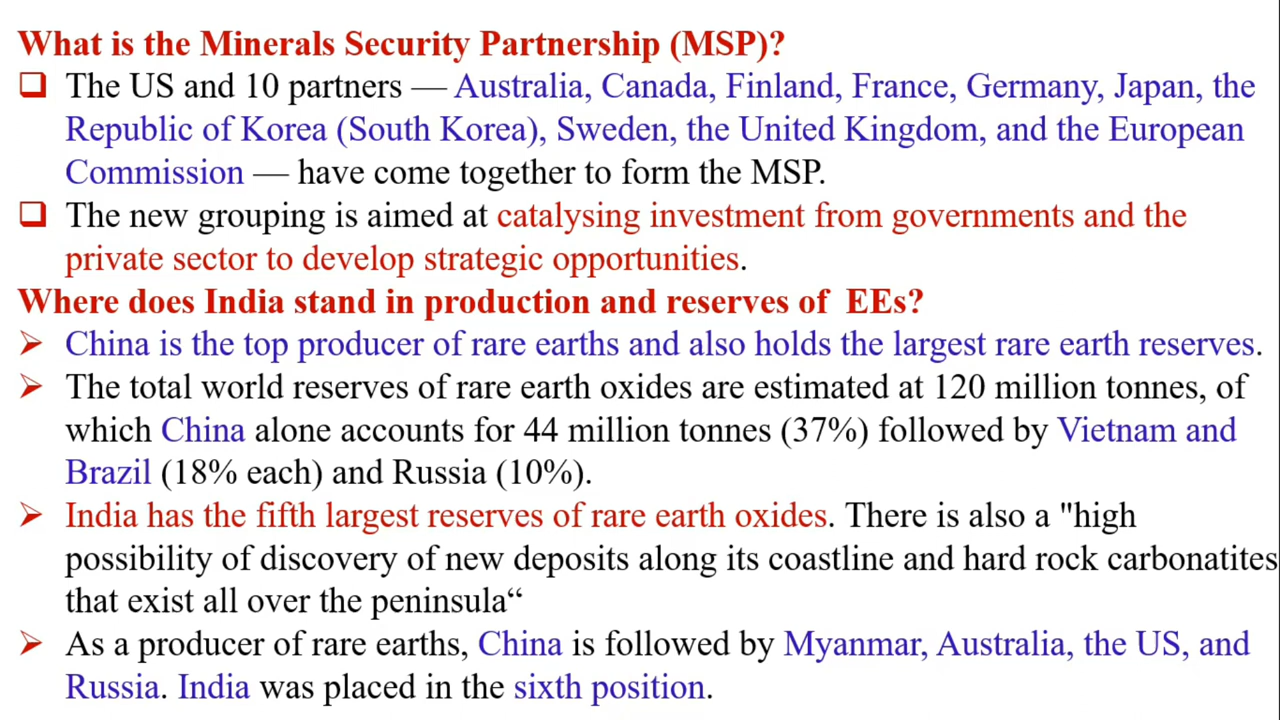 What is the Minerals Security Partnership (MSP)?
The US and 10 partners — Australia, Canada, Finland, France, Germany, Japan, the
Republic of Korea (South Korea), Sweden, the United Kingdom, and the European
Commission — have come together to form the MSP.
The new grouping is aimed at catalysing investment from governments and the
private sector to develop strategic opportunities.
Where does India stand in production and reserves of  EEs?
China is the top producer of rare earths and also holds the largest rare earth reserves.
The total world reserves of rare earth oxides are estimated at 120 million tonnes, of
which China alone accounts for 44 million tonnes (37%) followed by Vietnam and
Brazil (18% each) and Russia (10%).
India has the fifth largest reserves of rare earth oxides. There is also a "high
possibility of discovery of new deposits along its coastline and hard rock carbonatites
that exist all over the peninsula“
As a producer of rare earths, China is followed by Myanmar, Australia, the US, and
Russia. India was placed in the sixth position.